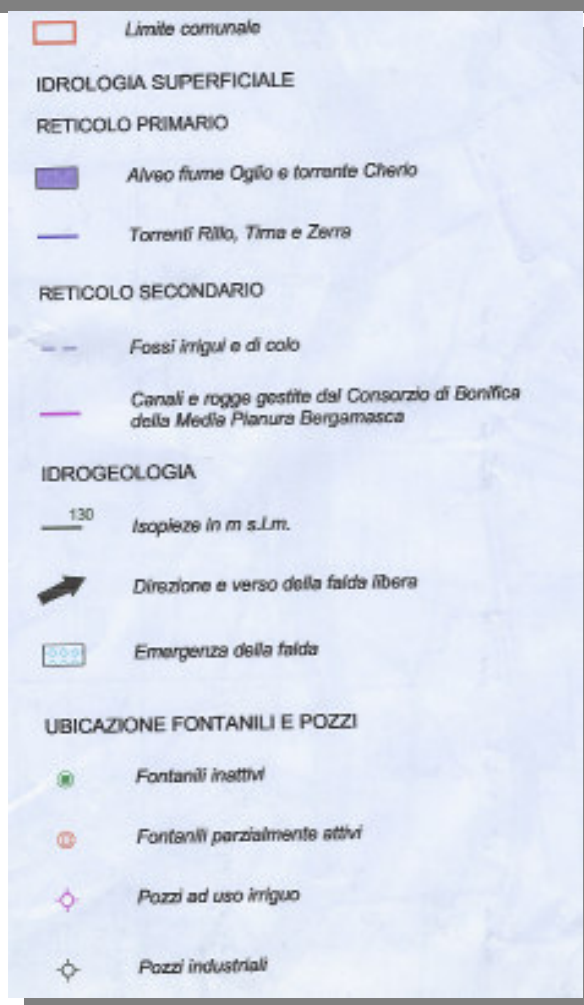 Limite comunale
IDROLOGIA SUPERFICIALE
RETICOLO PRIMARIO
Alveo fiume Oglio e torrente Cherio
Torrenti Rillo, Tirna e Zerra
RETICOLO SECONDARIO
Fossi irrigui e di colo
Canali e rogge gestite dal Consorzio di Bonifica
della Media Pianura Bergamasca
IDROGEOLOGIA
130
Isopieze in m s.l.m.
Direzione e verso della falda libera
Emergenza della falda
UBICAZIONE FONTANILI E POZZI
Fontanili inattivi
Fontanili parzialmente attivi
Pozzi ad uso irriguo
Pozzi industriali